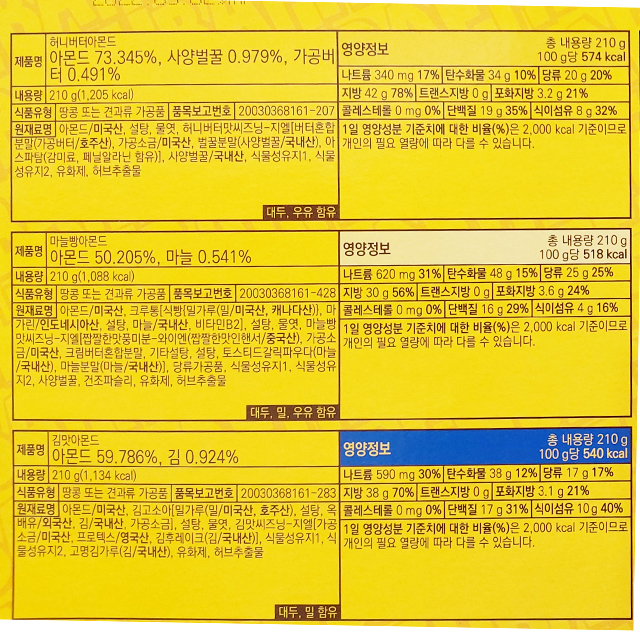 제품명
허니버터아몬드
아몬드 73.345%, 사양벌꿀 0.979%, 가공버
터 0.491%
내용량 210 g(1,205 kcal)
식품유형 땅콩 또는 견과류 가공품 품목보고번호 20030368161-207
원재료명 아몬드/미국산, 설탕, 물엿, 허니버터맛씨즈닝-지엘[버터혼합
분말(가공버터/호주산), 가공소금/미국산, 벌꿀분말(사양벌꿀/국내산), 아
스파탐(감미료, 페닐알라닌 함유)], 사양벌꿀/국내산, 식물성유지1, 식물
성유지2, 유화제, 허브추출물
대두, 우유 함유
영양정보
총 내용량 210 g
100 g당 574 kcal
나트륨 340 mg 17% 탄수화물 34 g 10% 당류 20 g 20%
지방 42 g 78% 트랜스지방 0 g 포화지방 3.2 g 21%
콜레스테롤 0 mg 0% 단백질 19 g 35% 식이섬유 8 g 32%
1일 영양성분 기준치에 대한 비율(%)은 2,000 kcal 기준이므로
개인의 필요 열량에 따라 다를 수 있습니다.
제품명
마늘빵아몬드
아몬드 50.205%, 마늘 0.541%
내용량 210 g(1,088 kcal)
식품유형 땅콩 또는 견과류 가공품 품목보고번호 20030368161-428
원재료명 아몬드/미국산, 크루통[식빵{밀가루(밀/미국산, 캐나다산)}, 마
가린/인도네시아산, 설탕, 마늘/국내산, 비타민B2], 설탕, 물엿, 마늘빵
맛씨즈닝-지엘[짭짤한맛풍미분-와이엔(짭짤한맛인핸서/중국산), 가공소
금/미국산, 크림버터혼합분말, 기타설탕, 설탕, 토스티드갈릭파우다(마늘
/국내산), 마늘분말(마늘/국내산)], 당류가공품, 식물성유지1, 식물성유
지2, 사양벌꿀, 건조파슬리, 유화제, 허브추출물
대두, 밀, 우유 함유
영양정보
총 내용량 210 g
100 g당 518 kcal
나트륨 620 mg 31% 탄수화물 48 g 15% 당류 25 g 25%
지방 30 g 56% 트랜스지방 0 g 포화지방 3.6 g 24%
콜레스테롤 0 mg 0% 단백질 16 g 29% 식이섬유 4 g 16%
1일 영양성분 기준치에 대한 비율(%)은 2,000 kcal 기준이므로
개인의 필요 열량에 따라 다를 수 있습니다.
제품명
김맛아몬드
아몬드 59.786%, 김 0.924%
내용량 210 g(1,134 kcal)
식품유형 땅콩 또는 견과류 가공품 품목보고번호 20030368161-283
원재료명 아몬드/미국산, 김고소아[밀가루(밀/미국산, 호주산), 설탕, 옥
배유/외국산, 김/국내산, 가공소금], 설탕, 물엿, 김맛씨즈닝-지엘[가공
소금/미국산, 프로텍스/영국산, 김후레이크(김/국내산)], 식물성유지1, 식
물성유지2, 고명김가루(김/국내산), 유화제, 허브추출물
대두, 밀 함유
영양정보
총 내용량 210 g
100 g당 540 kcal
나트륨 590 mg 30% 탄수화물 38 g 12% 당류 17 g 17%
지방 38 g 70% 트랜스지방 0 g 포화지방 3.1 g 21%
콜레스테롤 0 mg 0% 단백질 17 g 31% 식이섬유 10 g 40%
1일 영양성분 기준치에 대한 비율(%)은 2,000 kcal 기준이므로
개인의 필요 열량에 따라 다를 수 있습니다.